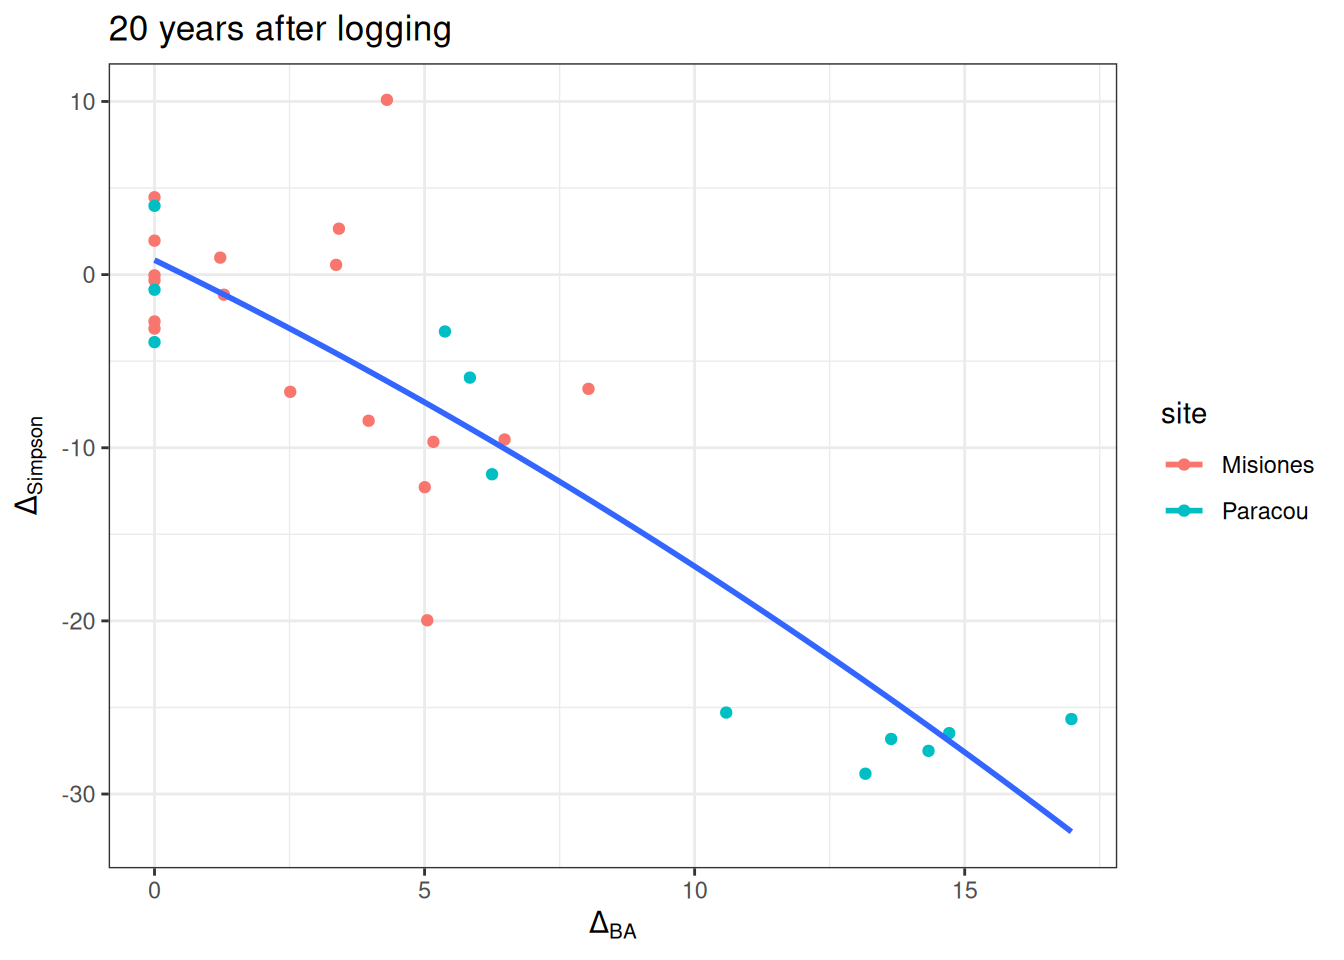 20 years after logging
10
0
-10
-20
-30
ΔSimpson
0 5 10 15
ΔBA
site
Misiones
Paracou